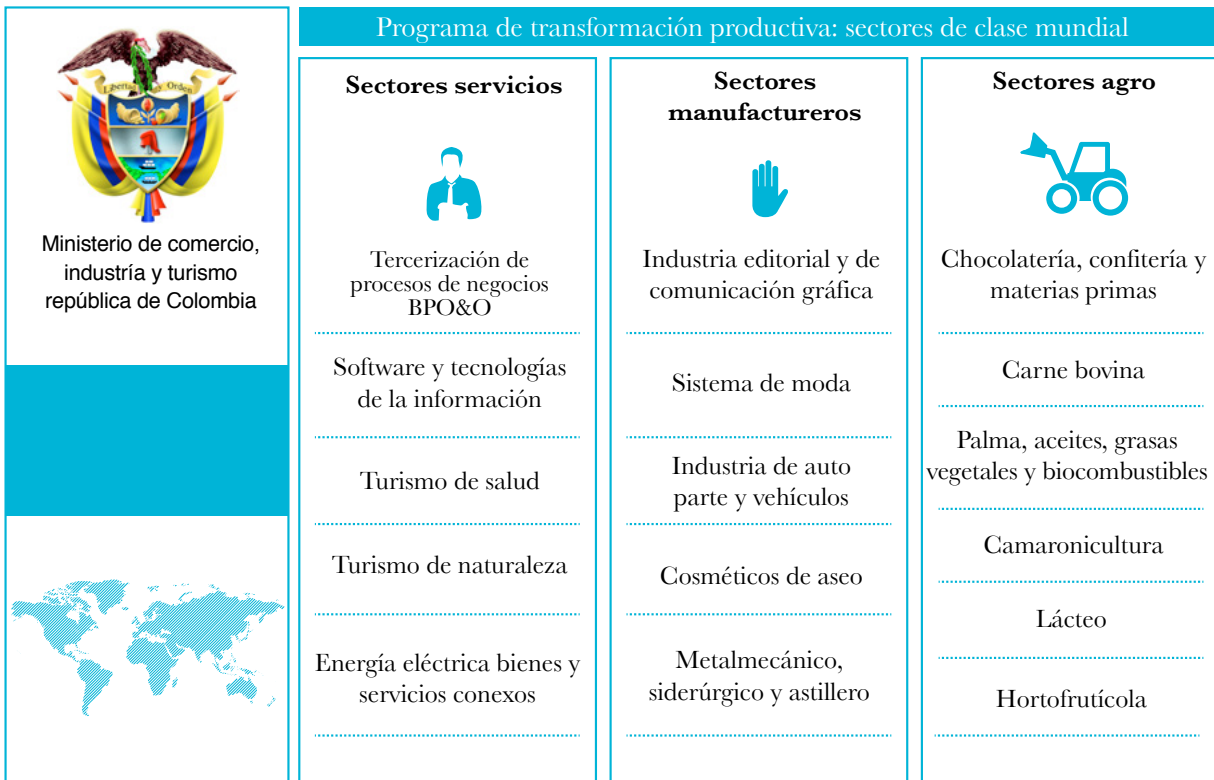 Programa de transformación productiva: sectores de clase mundial
Libertad y Orden
Ministerio de comercio,
industría y turismo
república de Colombia
Sectores servicios
Tercerización de
procesos de negocios
BPO&O
Software y tecnologías
de la información
Turismo de salud
Turismo de naturaleza
Energía eléctrica bienes y
servicios conexos
Sectores
manufactureros
Industria editorial y de
comunicación gráfica
Sistema de moda
Industria de auto
parte y vehículos
Cosméticos de aseo
Metalmecánico,
siderúrgico y astillero
Sectores agro
Chocolatería, confitería y
materias primas
Carne bovina
Palma, aceites, grasas
vegetales y biocombustibles
Camaronicultura
Lácteo
Hortofrutícola